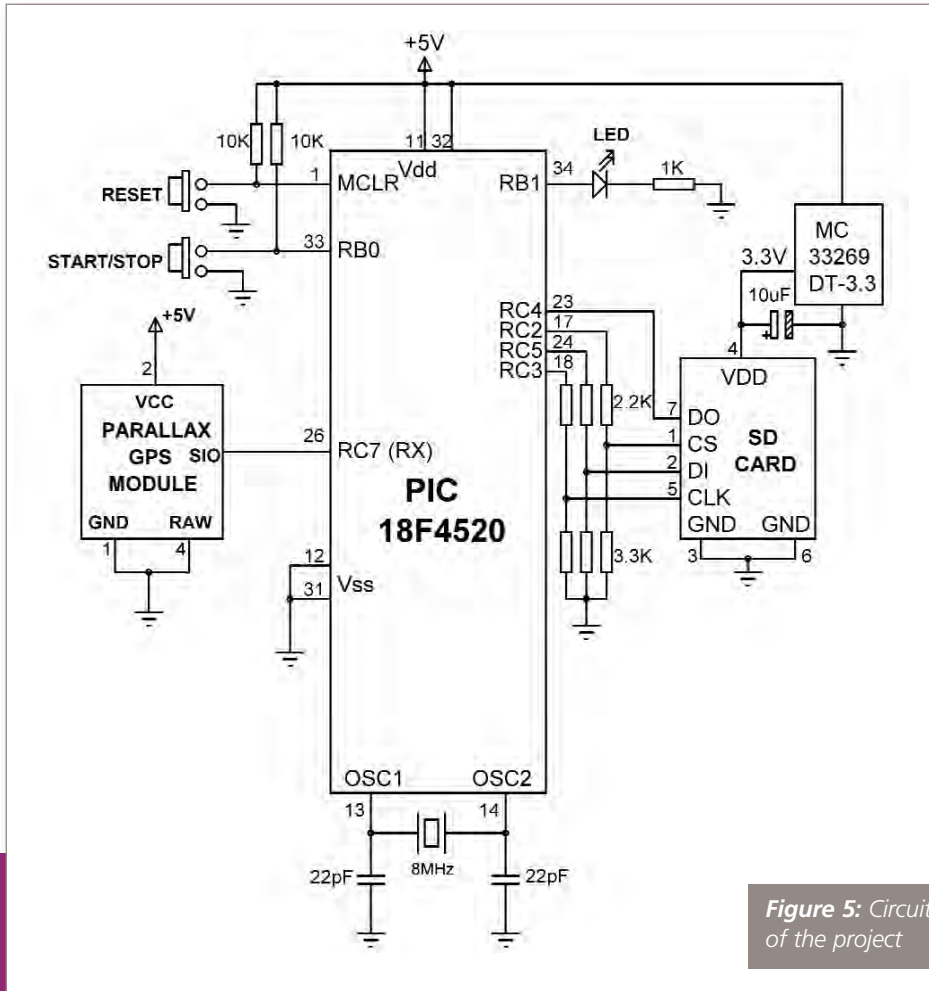 +5V
10K
10K
11
32
LED
1
MCLR
Vdd
RB1
34
1K
RESET
33
RB0
START/STOP
MC
33269
DT-3.3
3.3V
10uF
+
+5V
2
VCC
PARALLAX
GPS
MODULE
SIO
GND
RAW
1
4
26
RC7 (RX)
PIC
18F4520
RC4
23
RC2
17
RC5
24
RC3
18
2.2K
3.3K
4
VDD
7
DO
1
CS
2
DI
5
CLK
SD
CARD
GND
GND
3
6
12
31
Vss
OSC1
OSC2
13
14
8MHz
22pF
22pF
Figure 5: Circuit
of the project